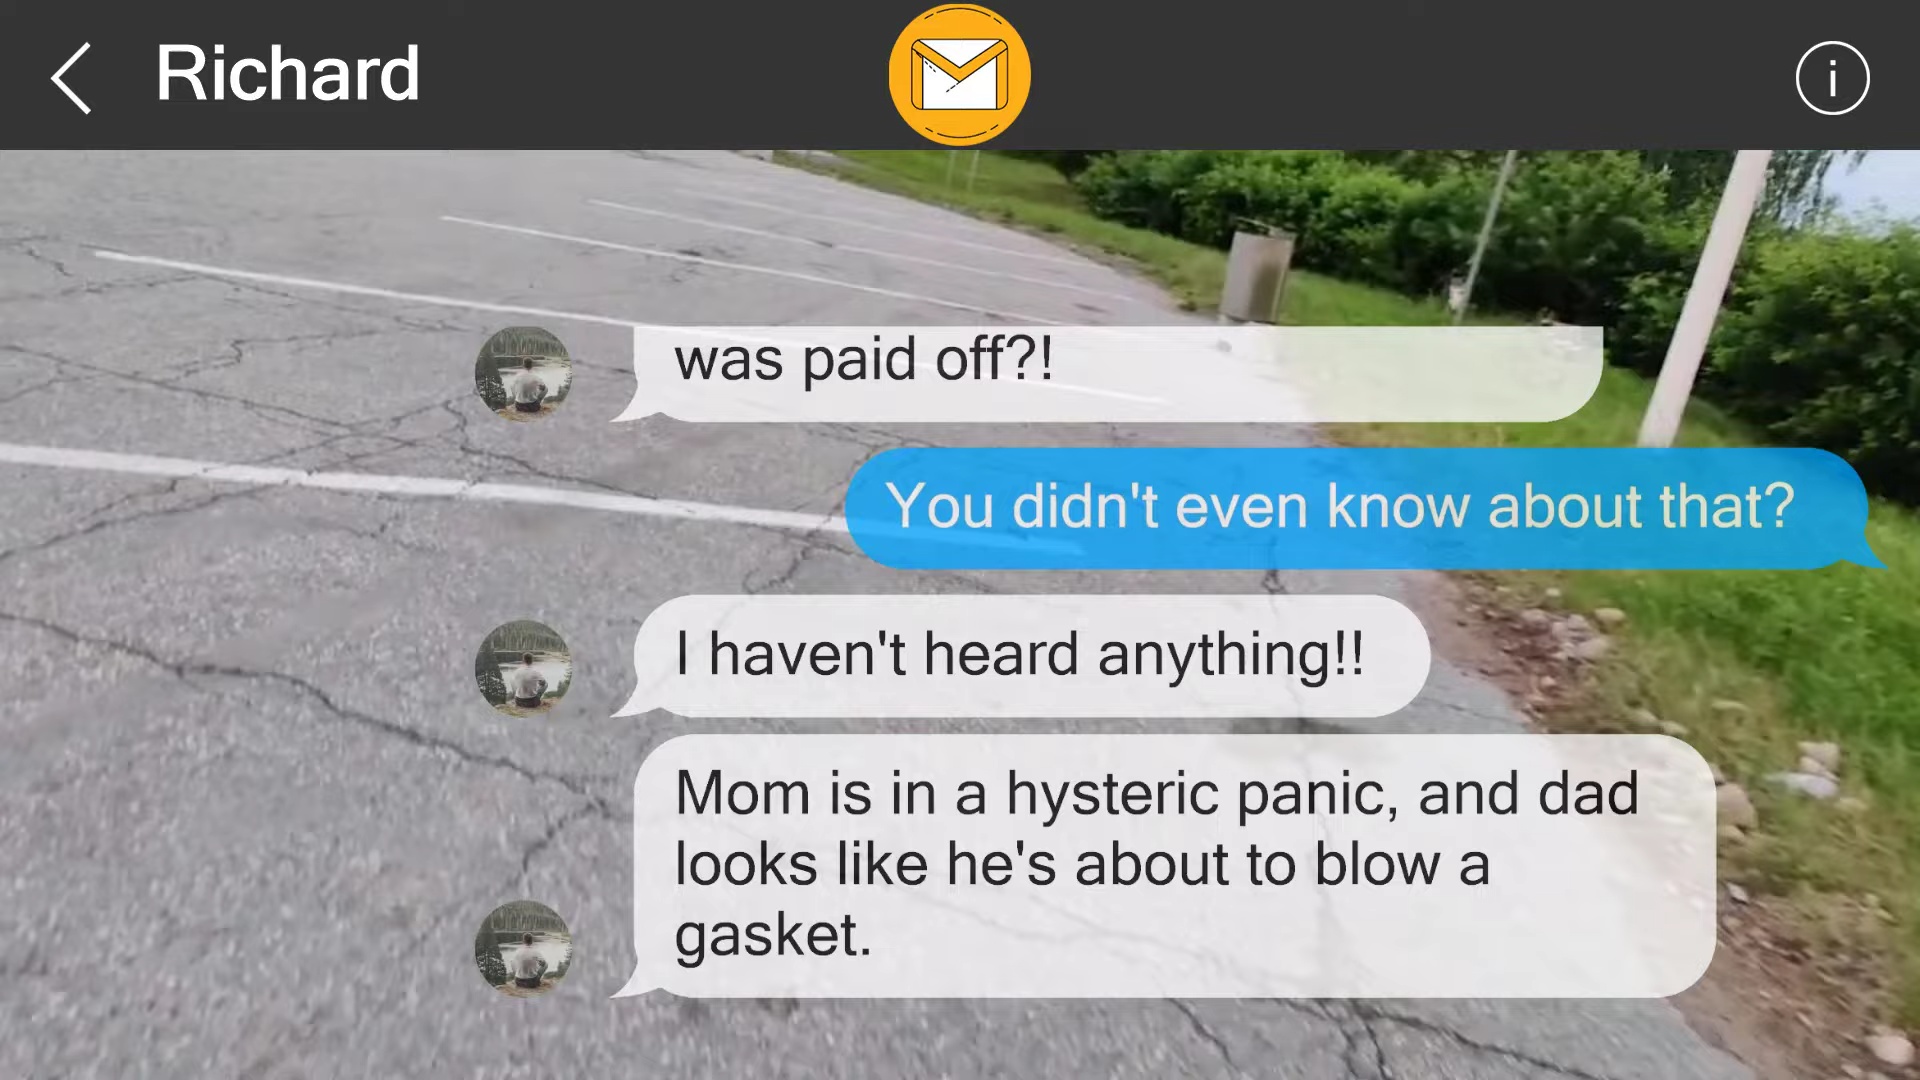 Richard
i
was paid off?!
You didn't even know about that?
I haven't heard anything!!
Mom is in a hysteric panic, and dad
looks like he's about to blow a
gasket.